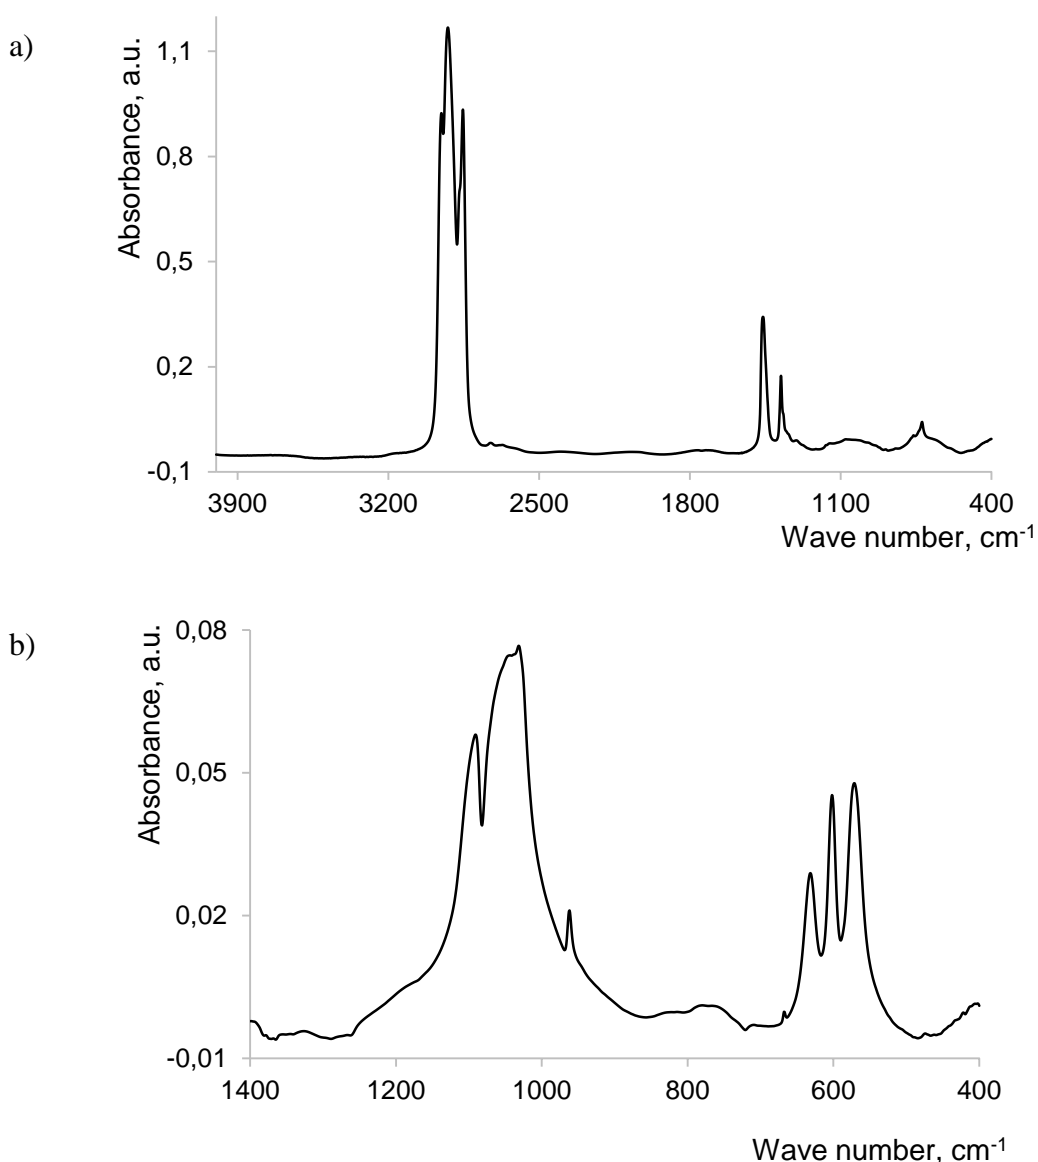 a)
Absorbance, a.u.
1,1
0,8
0,5
0,2
-0,1
3900 3200 2500 1800 1100 400
Wave number, cm-1
b)
Absorbance, a.u.
0,08
0,05
0,02
-0,01
1400 1200 1000 800 600 400
Wave number, cm-1